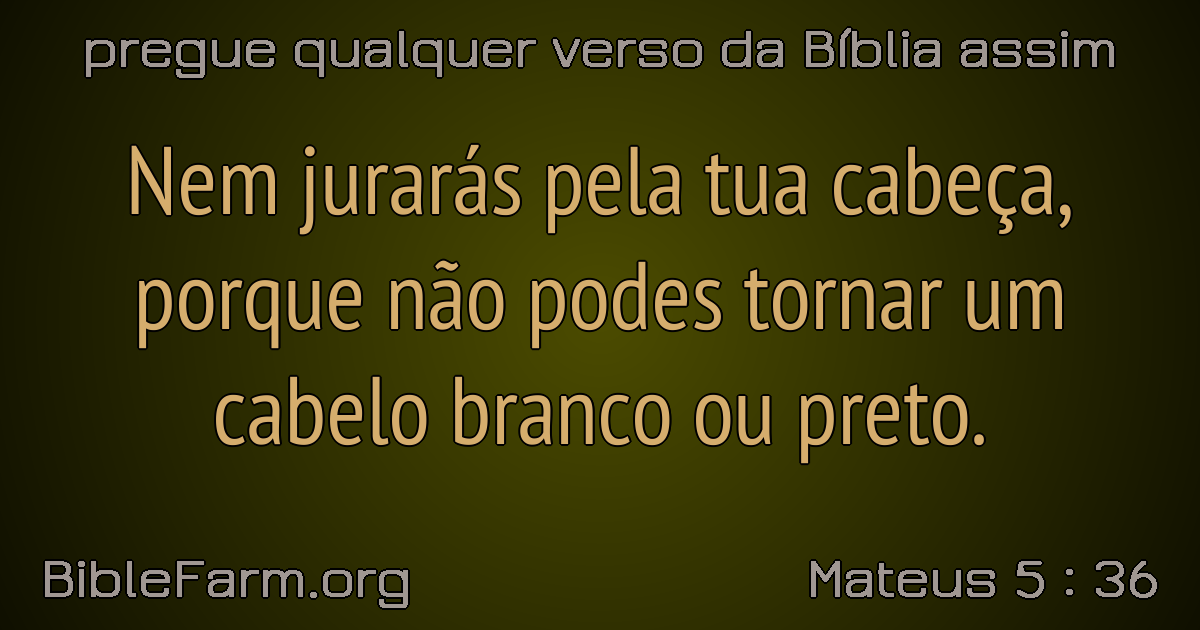 pregue qualquer verso da Bíblia assim
Nem jurarás pela tua cabeça,
porque não podes tornar um
cabelo branco ou preto.
BibleFarm.org
Mateus 5 : 36